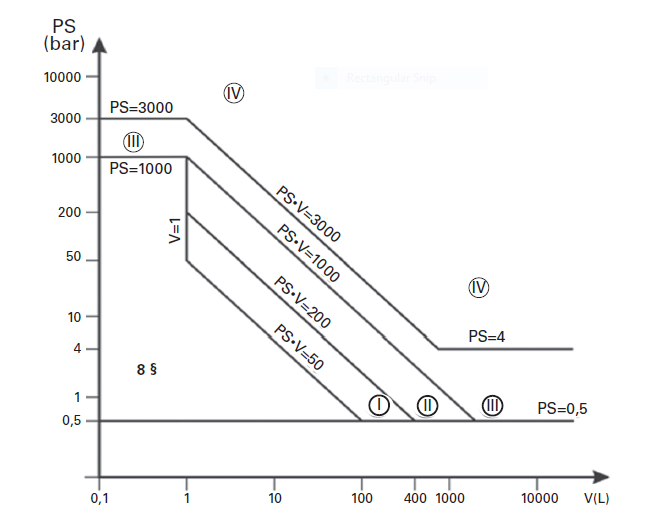 PS
(bar)
10000
3000
1000
200
50
10
4
1
0,5
PS=3000
IV
III
PS=1000
V=1
PS•V=3000
PS•V=1000
PS•V=200
PS•V=50
IV
PS=4
8 §
I
II
III
PS=0,5
0,1
1
10
100
400
1000
10000
V(L)
Rectangular Snip